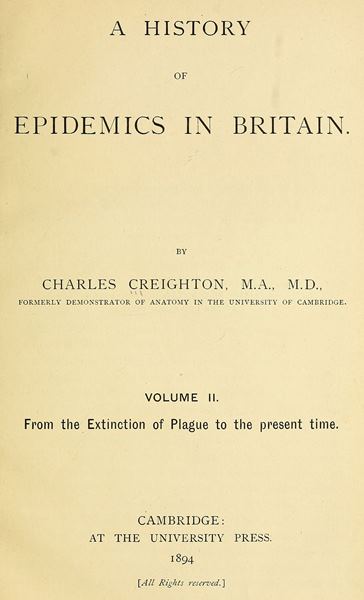 A HISTORY
OF
EPIDEMICS IN BRITAIN.
BY
CHARLES CREIGHTON, M.A., M.D.,
FORMERLY DEMONSTRATOR OF ANATOMY IN THE UNIVERSITY OF CAMBRIDGE.
VOLUME II.
From the Extinction of Plague to the present time.
CAMBRIDGE:
AT THE UNIVERSITY PRESS.
1894
[All Rights reserved.]